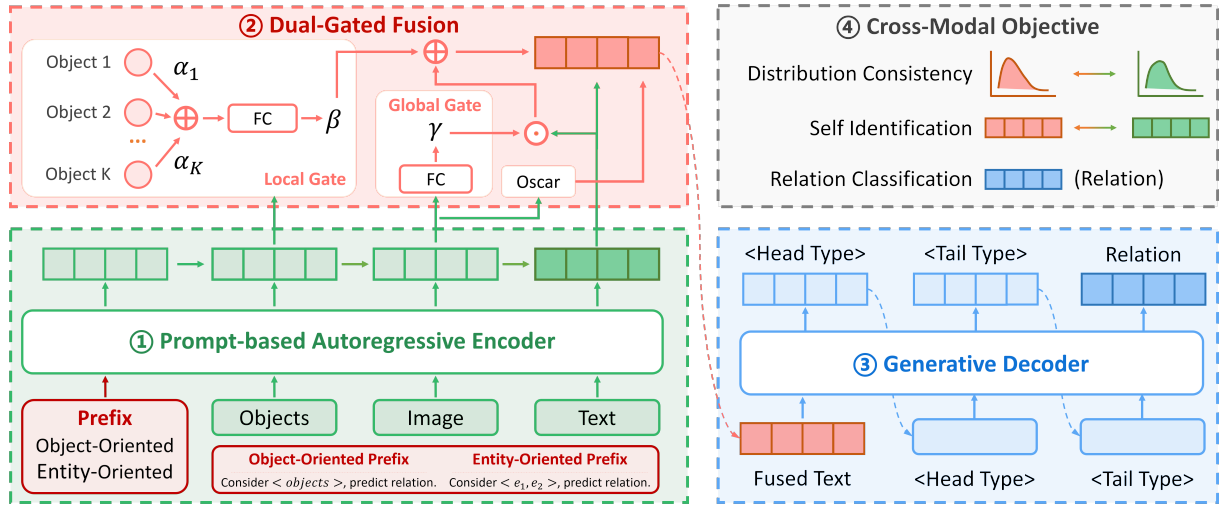 ② Dual-Gated Fusion
Object 1
Object 2
...
Object K
α₁
α_K
FC
β
Local Gate
Global Gate
γ
FC
Oscar
④ Cross-Modal Objective
Distribution Consistency
Self Identification
Relation Classification
(Relation)
① Prompt-based Autoregressive Encoder
Prefix
Object-Oriented
Entity-Oriented
Objects
Image
Text
Object-Oriented Prefix
Consider < objects >, predict relation.
Entity-Oriented Prefix
Consider < e₁, e₂ >, predict relation.
<Head Type>
<Tail Type>
Relation
③ Generative Decoder
Fused Text
<Head Type>
<Tail Type>